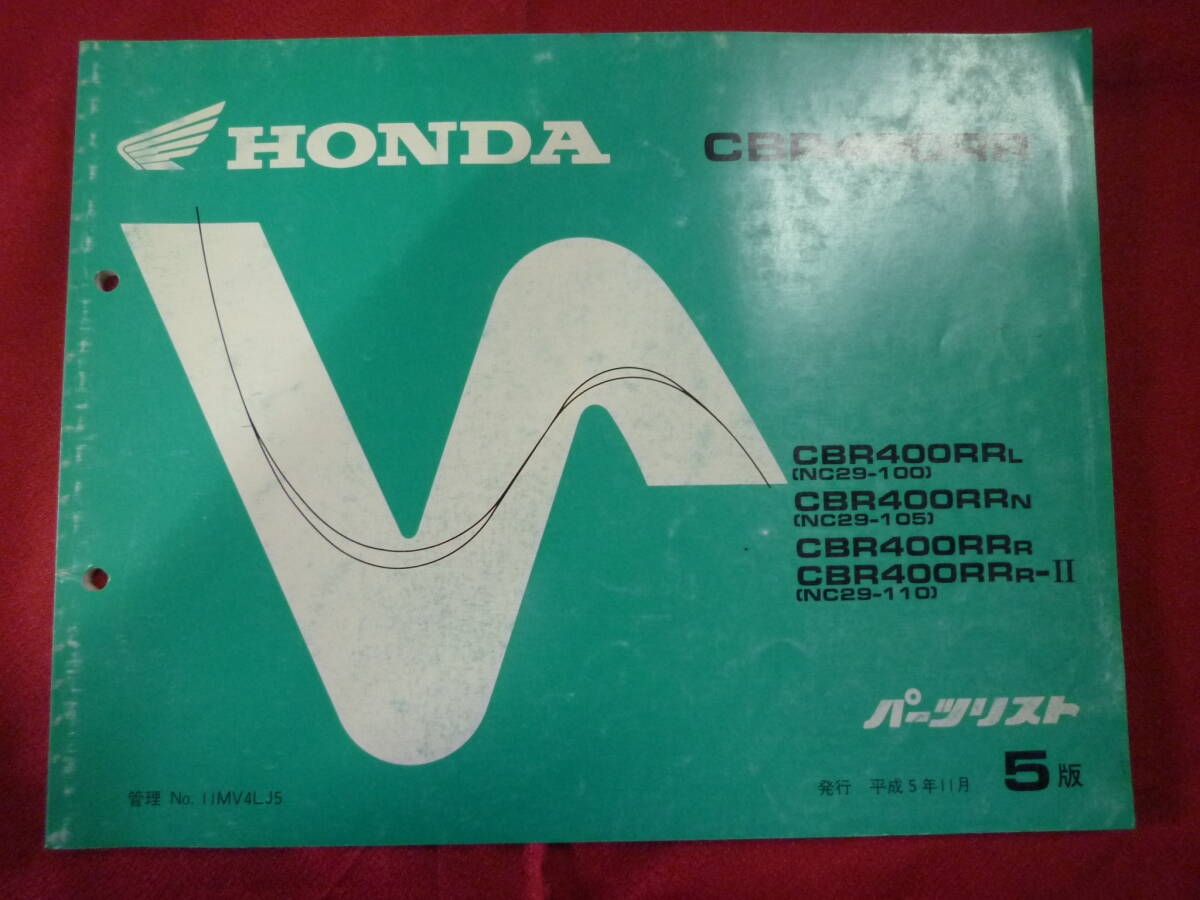 HONDA
CBR400RR
CBR400RRL
(NC29-100)
CBR400RRN
(NC29-105)
CBR400RRR
CBR400RRR-II
(NC29-110)
パーツリスト
管理 No. 11MV4LJ5
発行 平成5年11月 5版